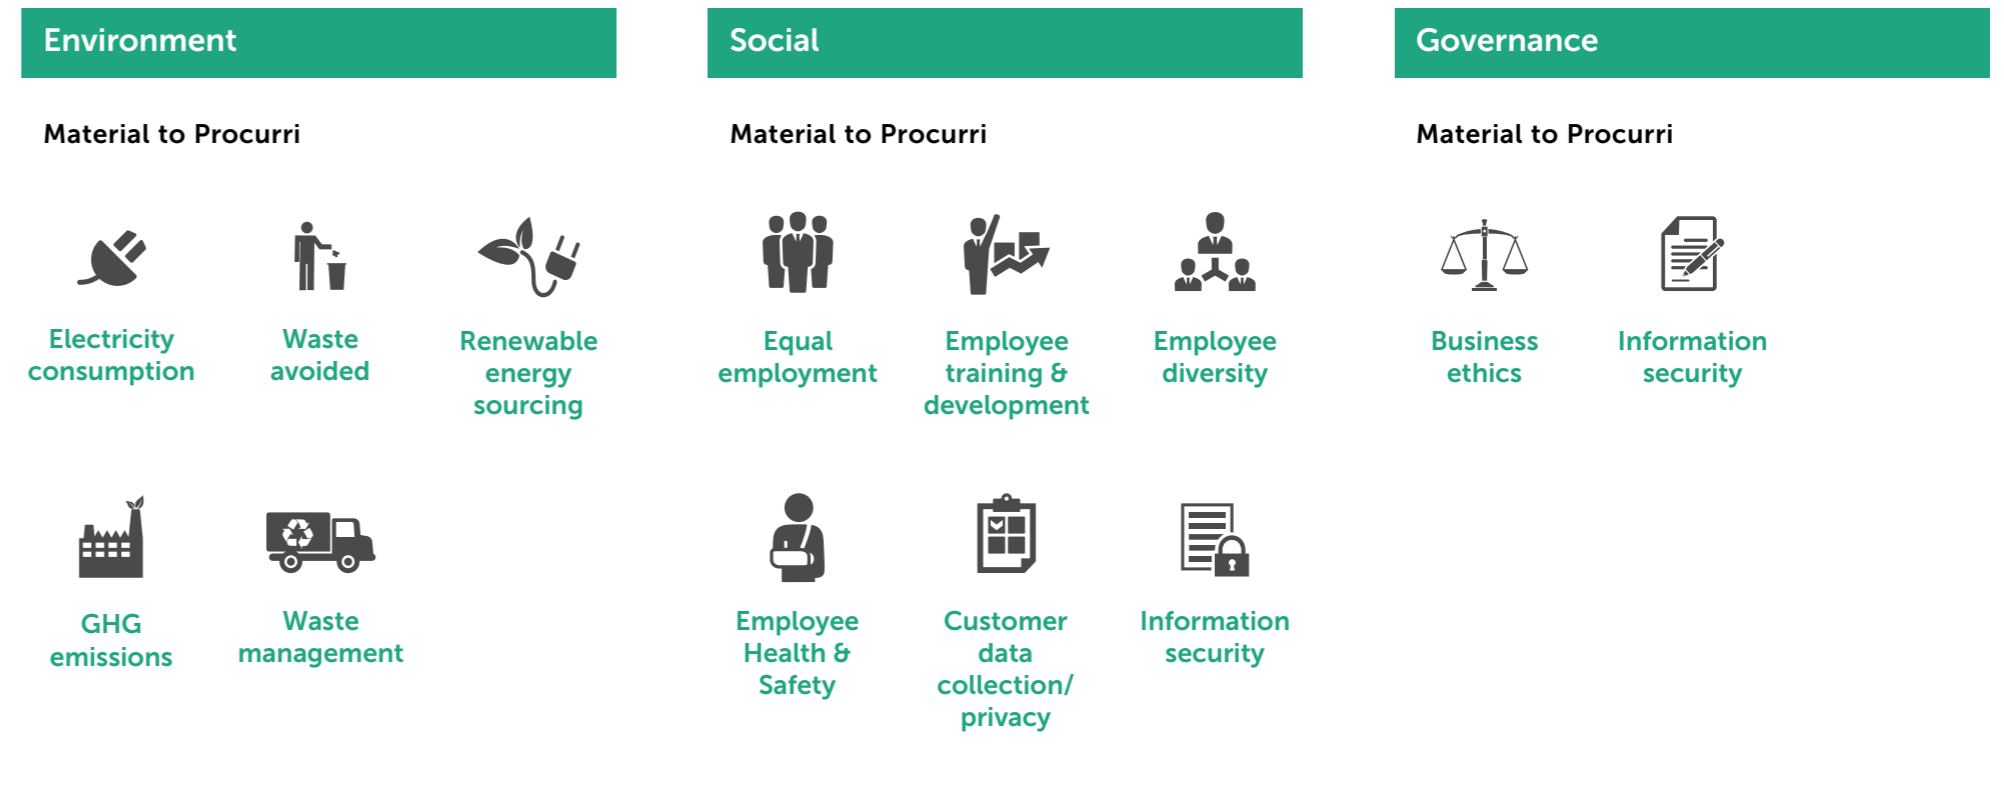 Environment
Material to Procurri
Electricity
consumption
Waste
avoided
Renewable
energy
sourcing
GHG
emissions
Waste
management
Social
Material to Procurri
Equal
employment
Employee
training &
development
Employee
diversity
Employee
Health &
Safety
Customer
data
collection/
privacy
Information
security
Governance
Material to Procurri
Business
ethics
Information
security